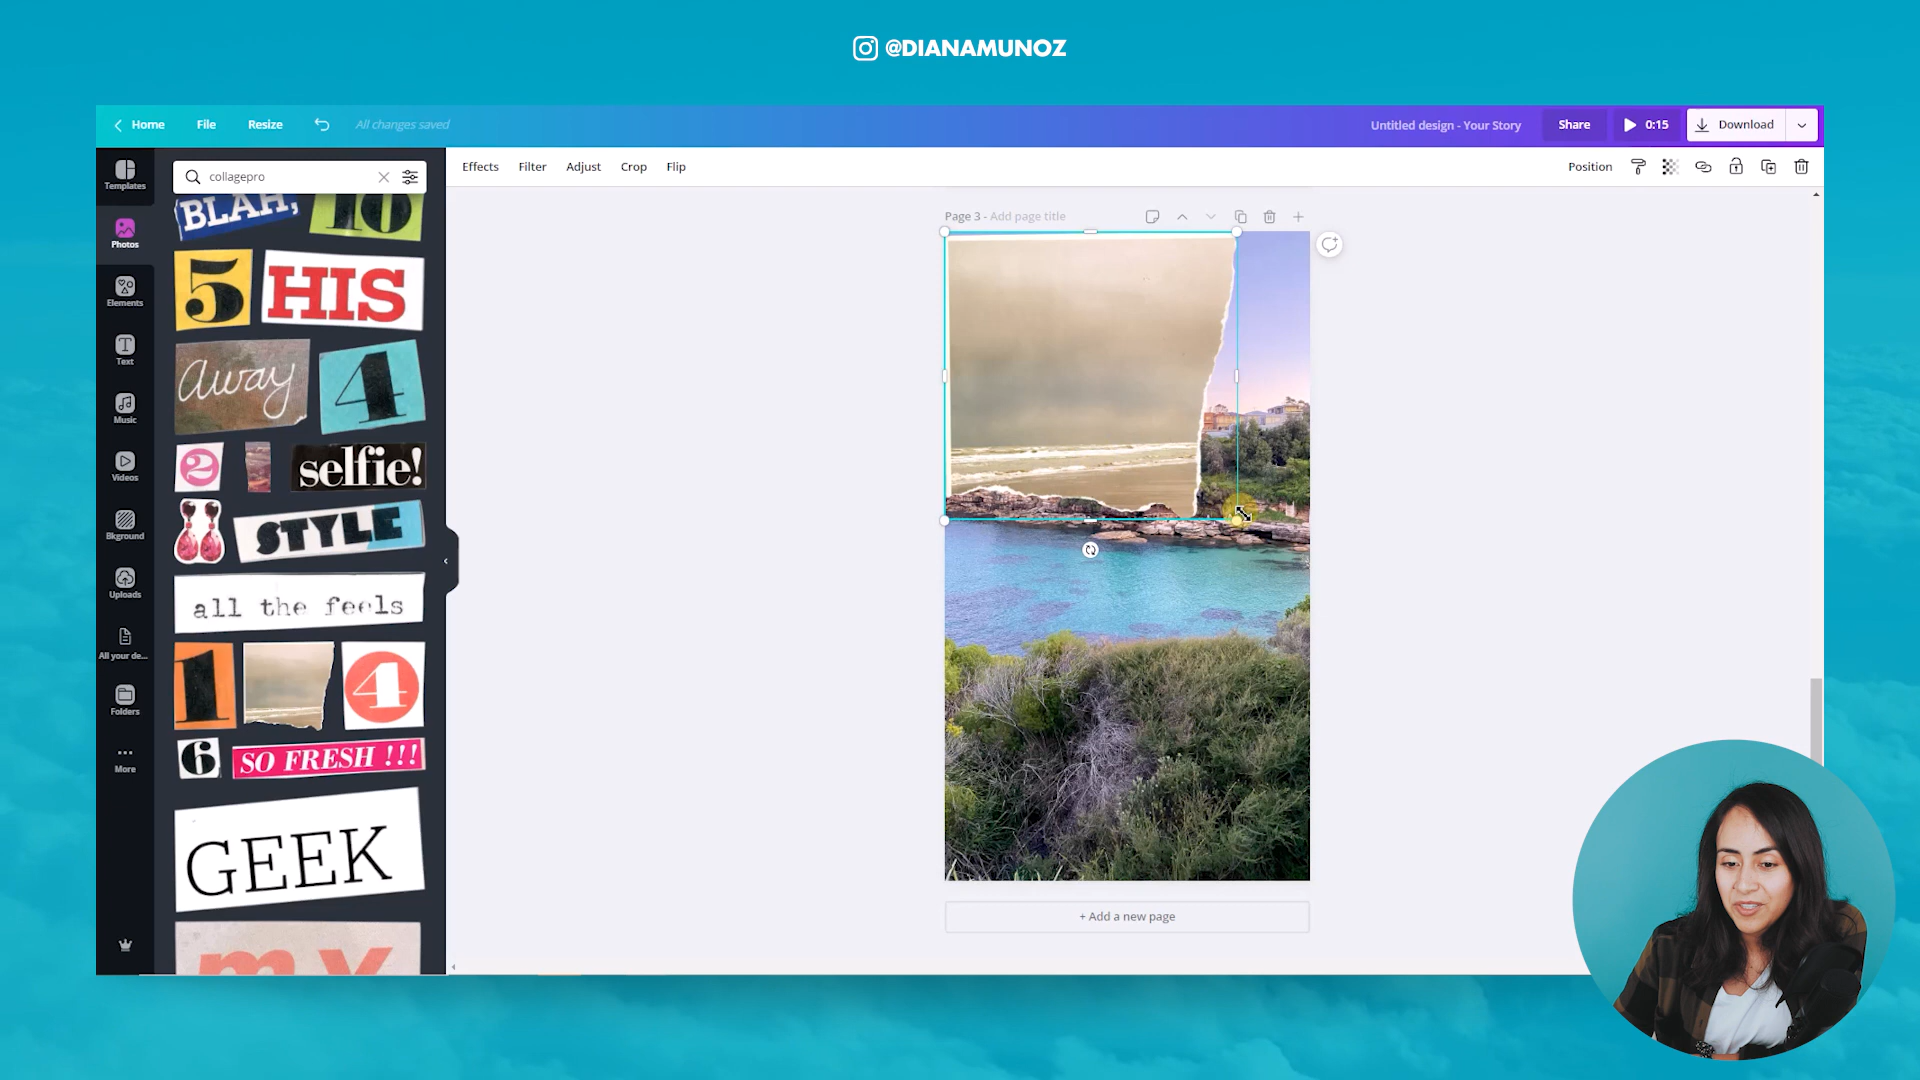 @DIANAMUNOZ
Home File Resize All changes saved Untitled design - Your Story Share 0:15 Download
Templates
Photos
Elements
Text
Music
Videos
Bkground
Uploads
All your de...
Folders
More
collagepro
BLAH, 10
5 HIS
away 4
2 selfie!
STYLE
all the feels
1 4
6 SO FRESH !!!
GEEK
my
Effects Filter Adjust Crop Flip Position
Page 3 - Add page title
+ Add a new page